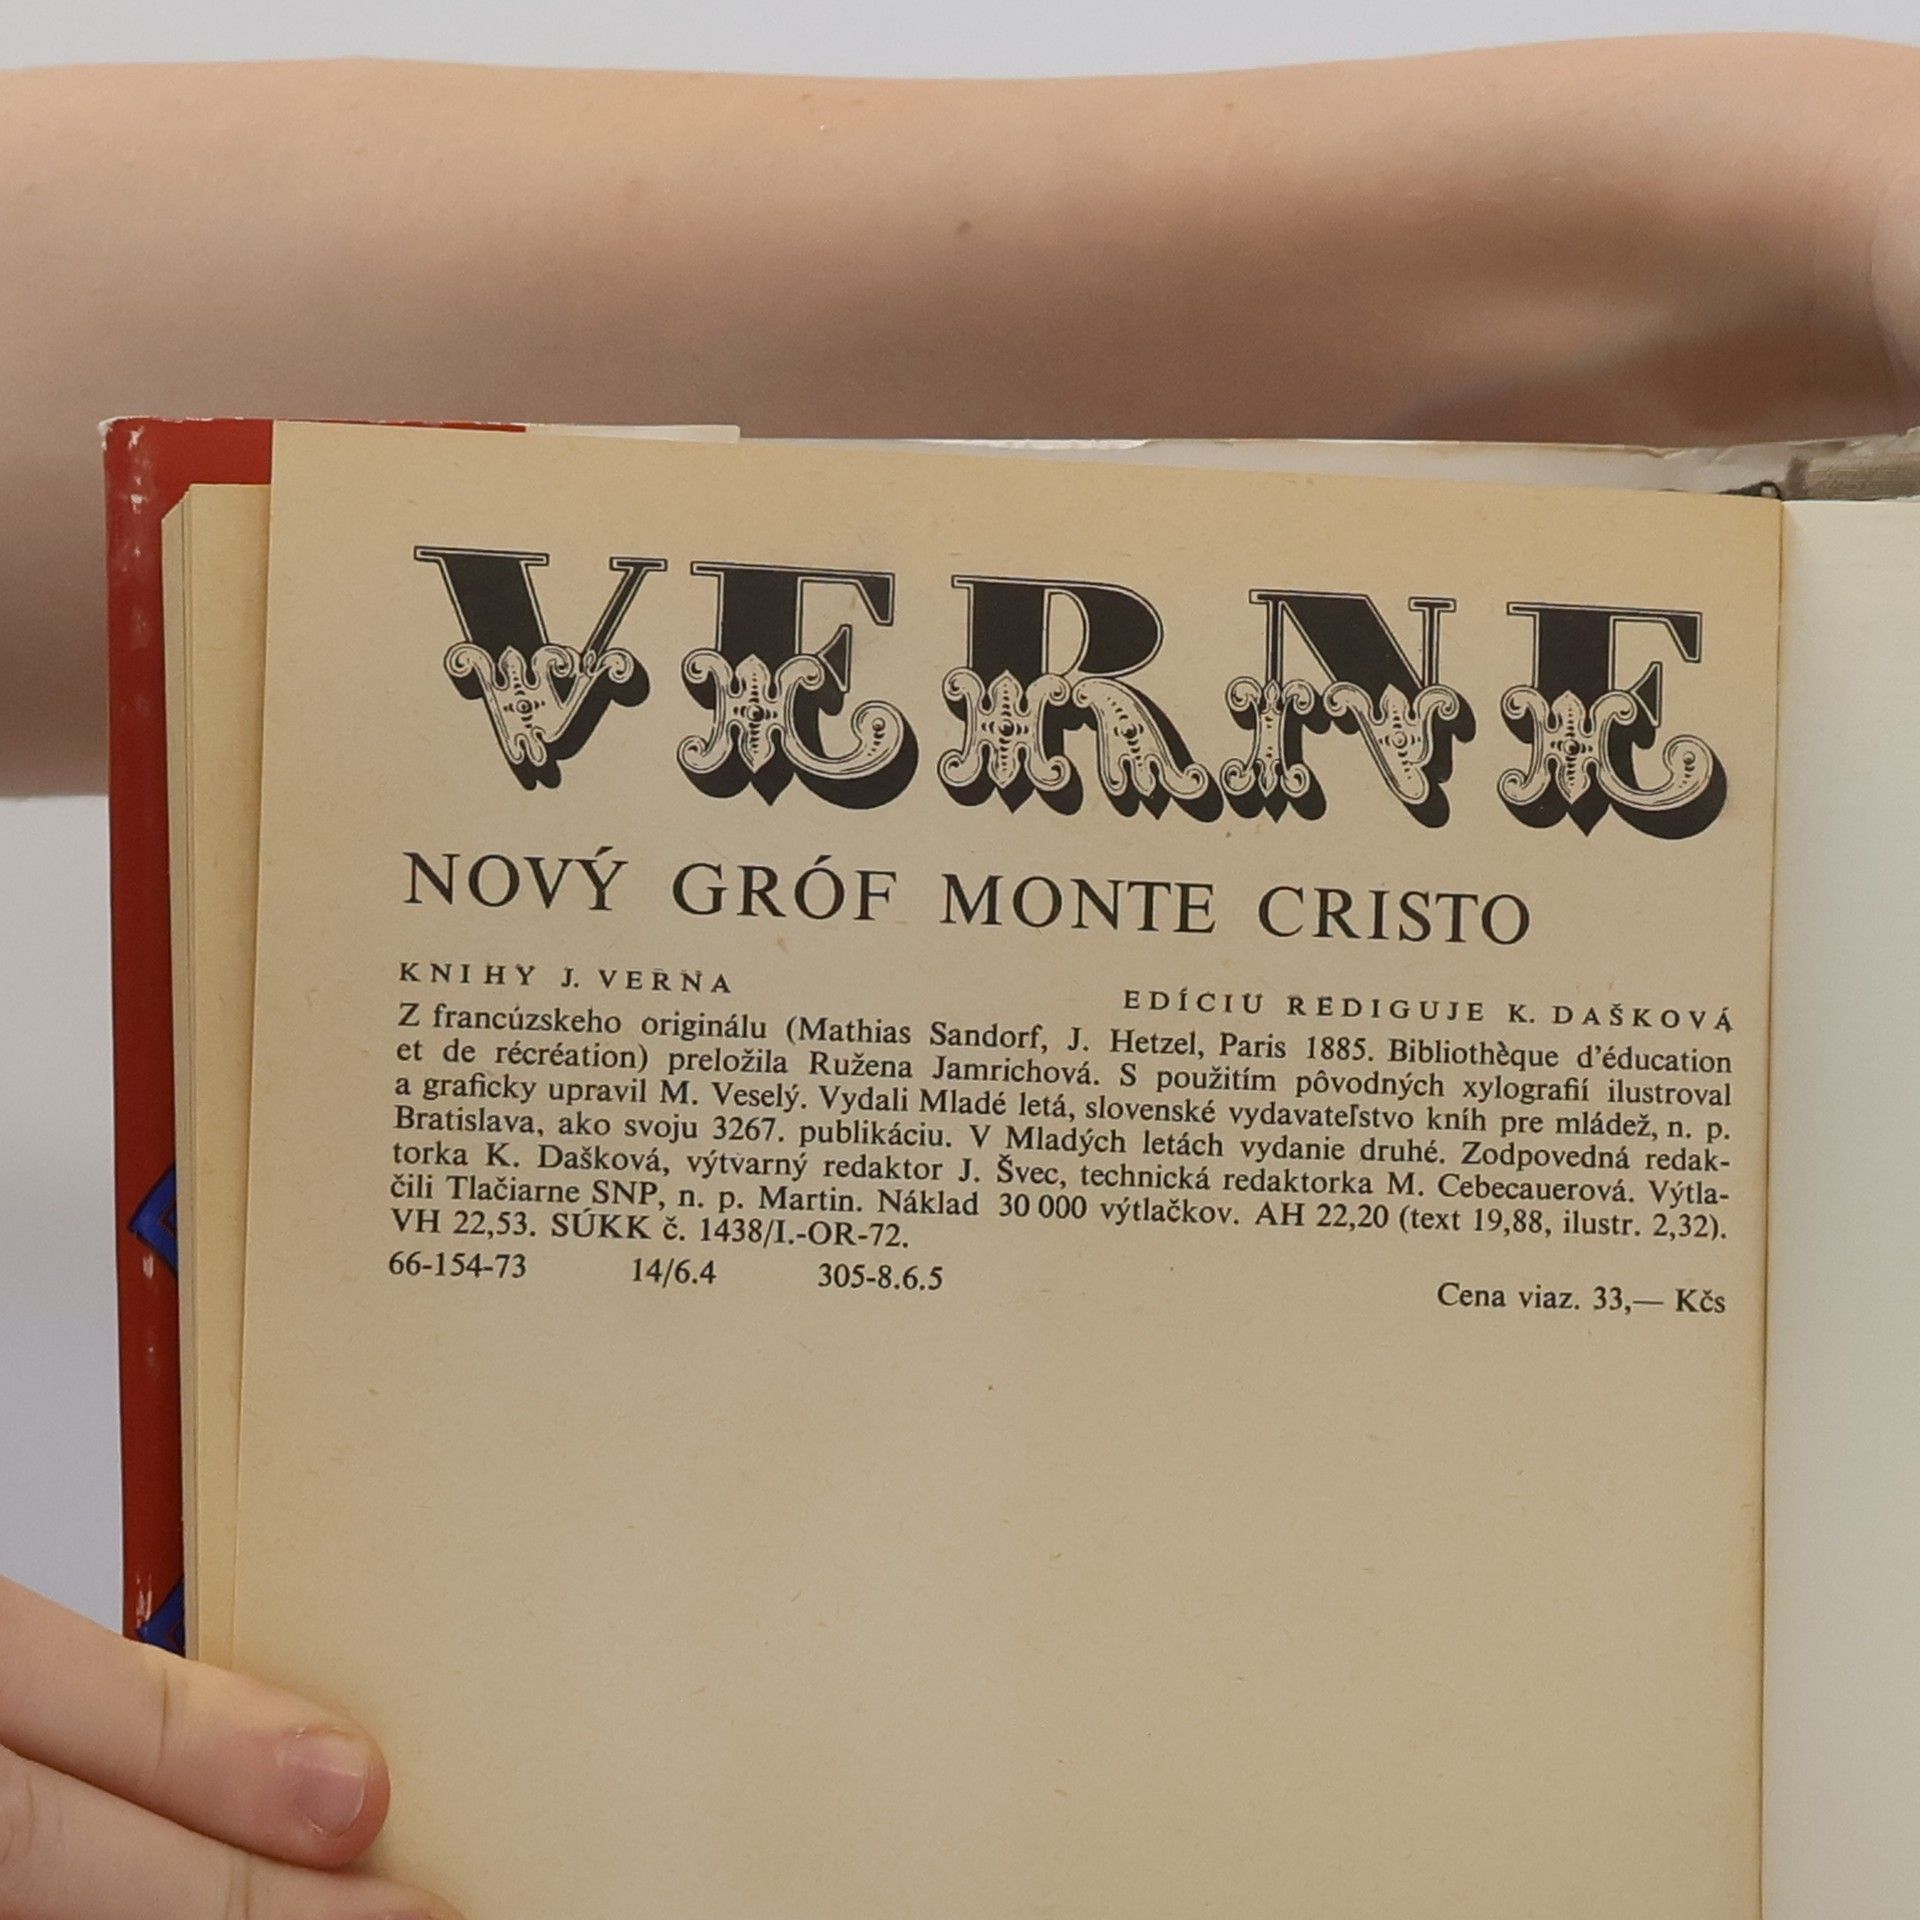 VERNE
NOVÝ GRÓF MONTE CRISTO
KNIHY J. VERNA
EDÍCIU REDIGUJE K. DAŠKOVÁ
Z francúzskeho originálu (Mathias Sandorf, J. Hetzel, Paris 1885. Bibliothèque d'éducation
et de récréation) preložila Ružena Jamrichová. S použitím pôvodných xylografií ilustroval
a graficky upravil M. Veselý. Vydali Mladé letá, slovenské vydavateľstvo kníh pre mládež, n. p.
Bratislava, ako svoju 3267. publikáciu. V Mladých letách vydanie druhé. Zodpovedná redak-
torka K. Dašková, výtvarný redaktor J. Švec, technická redaktorka M. Cebecauerová. Výtla-
čili Tlačiarne SNP, n. p. Martin. Náklad 30 000 výtlačkov. AH 22,20 (text 19,88, ilustr. 2,32).
VH 22,53. SÚKK č. 1438/I.-OR-72.
66-154-73 14/6.4 305-8.6.5
Cena viaz. 33,— Kčs